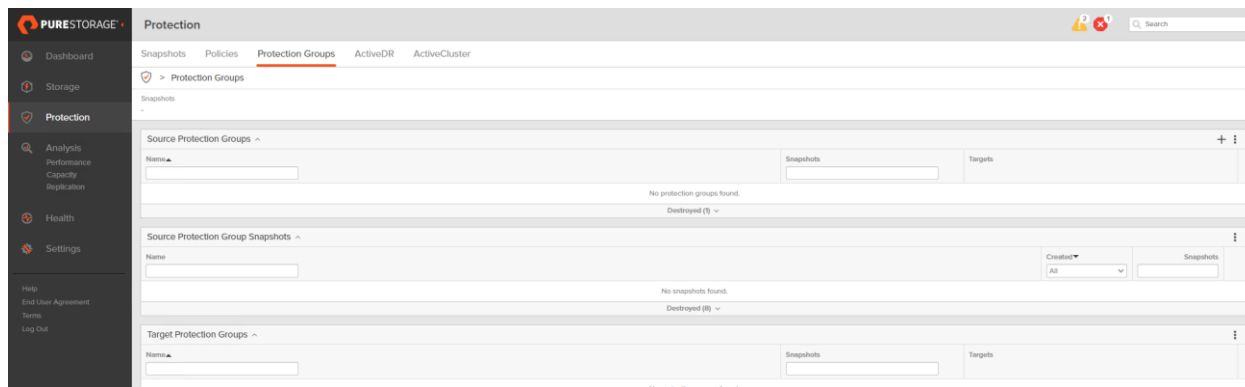 PURESTORAGE
Protection
2
1
Search
Dashboard
Storage
Protection
Analysis
Performance
Capacity
Replication
Health
Settings
Help
End User Agreement
Terms
Log Out
Snapshots Policies Protection Groups ActiveDR ActiveCluster
> Protection Groups
Snapshots
-
Source Protection Groups
Name Snapshots Targets
No protection groups found.
Destroyed (1)
Source Protection Group Snapshots
Name Created Snapshots
All
No snapshots found.
Destroyed (8)
Target Protection Groups
Name Snapshots Targets